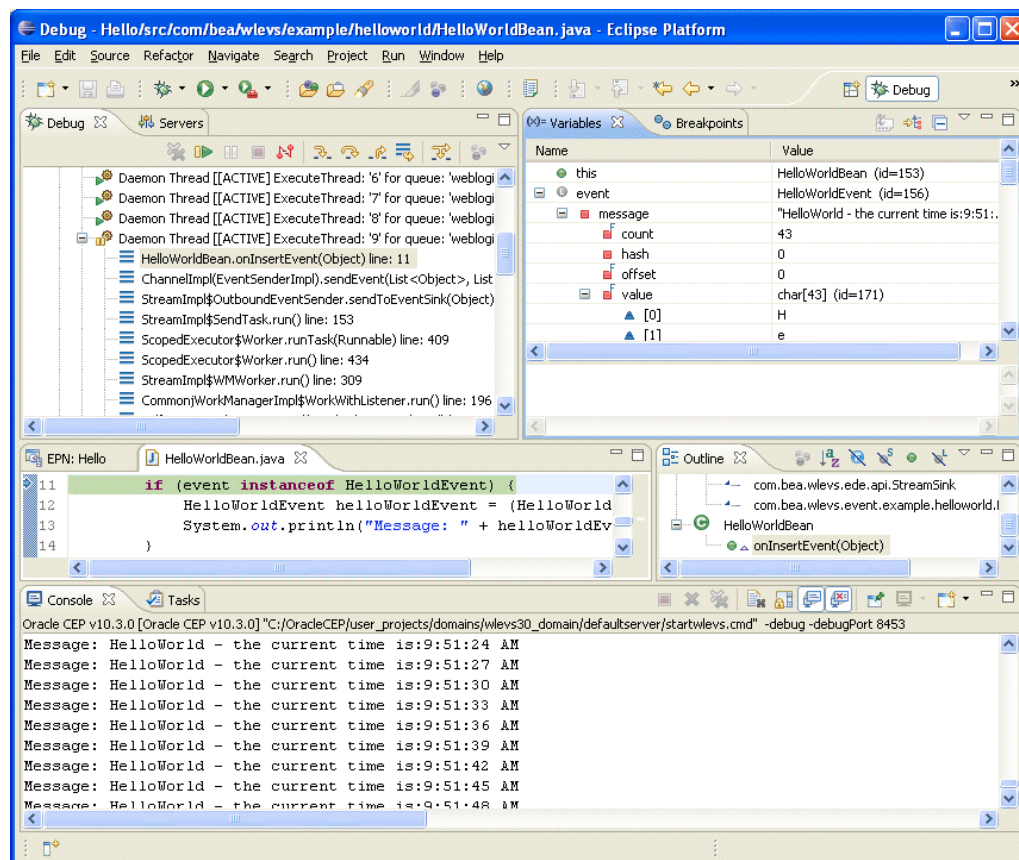 Debug - Hello/src/com/bea/wlevs/example/helloworld/HelloWorldBean.java - Eclipse Platform
File Edit Source Refactor Navigate Search Project Run Window Help
Debug
Debug Servers
Daemon Thread [[ACTIVE] ExecuteThread: '6' for queue: 'weblogi
Daemon Thread [[ACTIVE] ExecuteThread: '7' for queue: 'weblogi
Daemon Thread [[ACTIVE] ExecuteThread: '8' for queue: 'weblogi
Daemon Thread [[ACTIVE] ExecuteThread: '9' for queue: 'weblogi
HelloWorldBean.onInsertEvent(Object) line: 11
ChannelImpl(EventSenderImpl).sendEvent(List<Object>, List
StreamImpl$OutboundEventSender.sendToEventSink(Object)
StreamImpl$SendTask.run() line: 153
ScopedExecutor$Worker.runTask(Runnable) line: 409
ScopedExecutor$Worker.run() line: 434
StreamImpl$WMWorker.run() line: 309
CommonjWorkManagerImpl$WorkWithListener.run() line: 196
(x)= Variables Breakpoints
Name Value
this HelloWorldBean (id=153)
event HelloWorldEvent (id=156)
message "HelloWorld - the current time is:9:51:..
count 43
hash 0
offset 0
value char[43] (id=171)
[0] H
[1] e
EPN: Hello HelloWorldBean.java
11 if (event instanceof HelloWorldEvent) {
12 HelloWorldEvent helloWorldEvent = (HelloWorld
13 System.out.println("Message: " + helloWorldEv
14 }
Outline
com.bea.wlevs.ede.api.StreamSink
com.bea.wlevs.event.example.helloworld.
HelloWorldBean
onInsertEvent(Object)
Console Tasks
Oracle CEP v10.3.0 [Oracle CEP v10.3.0] "C:/OracleCEP/user_projects/domains/wlevs30_domain/defaultserver/startwlevs.cmd" -debug -debugPort 8453
Message: HelloWorld - the current time is:9:51:24 AM
Message: HelloWorld - the current time is:9:51:27 AM
Message: HelloWorld - the current time is:9:51:30 AM
Message: HelloWorld - the current time is:9:51:33 AM
Message: HelloWorld - the current time is:9:51:36 AM
Message: HelloWorld - the current time is:9:51:39 AM
Message: HelloWorld - the current time is:9:51:42 AM
Message: HelloWorld - the current time is:9:51:45 AM
Message: HelloWorld - the current time is:9:51:48 AM